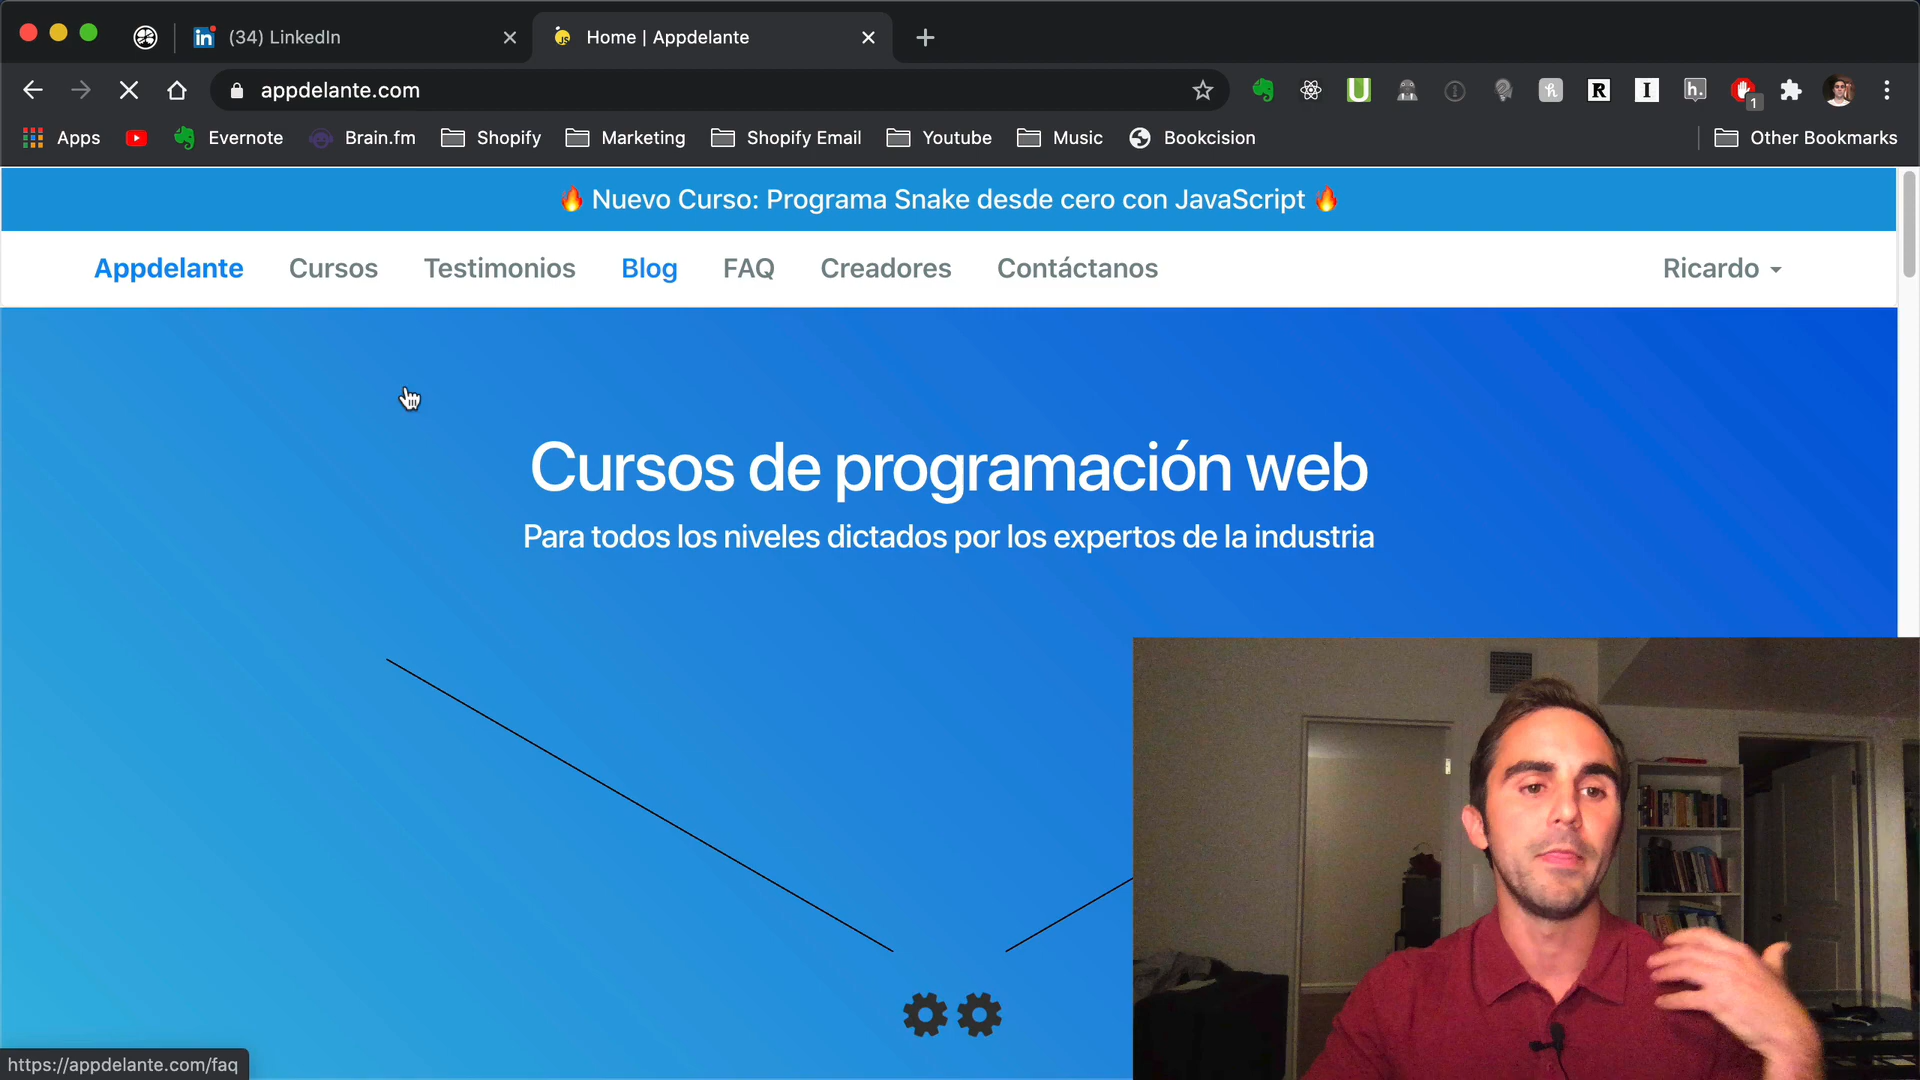 (34) LinkedIn
Home | Appdelante
appdelante.com
1
Apps
Evernote
Brain.fm
Shopify
Marketing
Shopify Email
Youtube
Music
Bookcision
Other Bookmarks
🔥 Nuevo Curso: Programa Snake desde cero con JavaScript 🔥
Appdelante
Cursos
Testimonios
Blog
FAQ
Creadores
Contáctanos
Ricardo
Cursos de programación web
Para todos los niveles dictados por los expertos de la industria
https://appdelante.com/faq